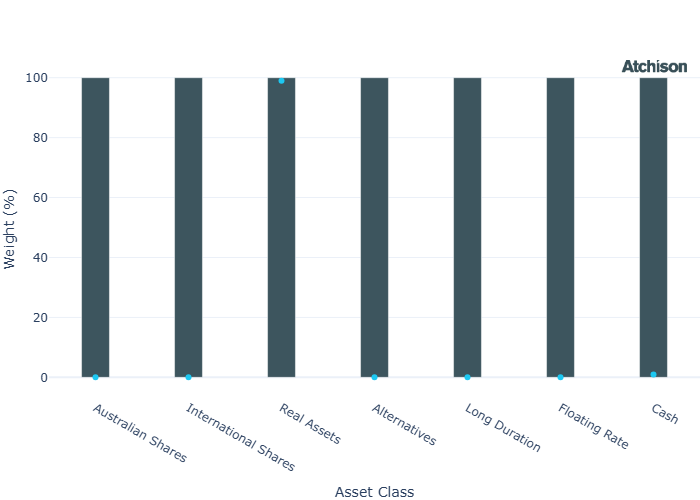 Atchison
100
80
60
40
20
0
Weight (%)
Australian Shares
International Shares
Real Assets
Alternatives
Long Duration
Floating Rate
Cash
Asset Class